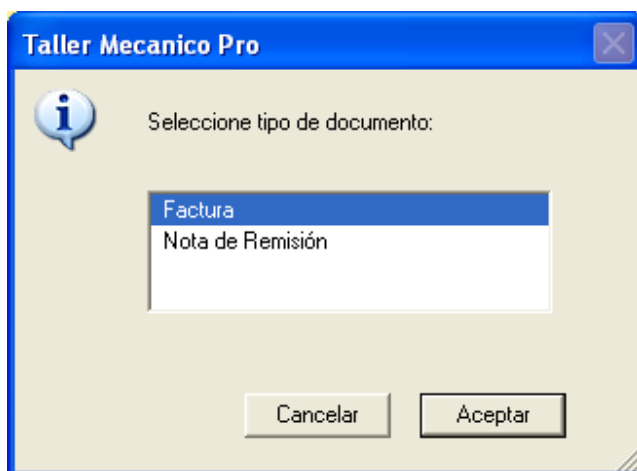 Taller Mecanico Pro
Seleccione tipo de documento:
Factura
Nota de Remisión
Cancelar
Aceptar